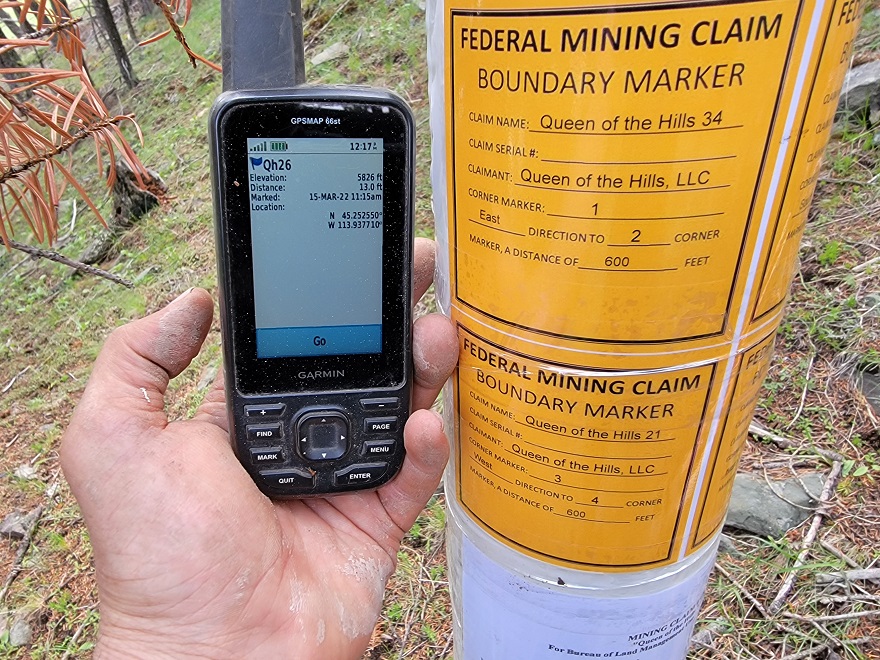 GPSMAP 66st
12:17
Qh26
Elevation: 5826 ft
Distance: 13.0 ft
Marked: 15-MAR-22 11:15am
Location:
N 45.252550°
W 113.937710°
Go
GARMIN
+ -
FIND PAGE
MARK MENU
QUIT ENTER
FEDERAL MINING CLAIM
BOUNDARY MARKER
CLAIM NAME: Queen of the Hills 34
CLAIM SERIAL #:
CLAIMANT: Queen of the Hills, LLC
CORNER MARKER: 1
East DIRECTION TO 2 CORNER
MARKER, A DISTANCE OF 600 FEET
FEDERAL MINING CLAIM
BOUNDARY MARKER
CLAIM NAME: Queen of the Hills 21
CLAIM SERIAL #:
CLAIMANT: Queen of the Hills, LLC
CORNER MARKER: 3
West DIRECTION TO 4 CORNER
MARKER, A DISTANCE OF 600 FEET
MINING CLAIM
"Queen of the
For Bureau of Land Management